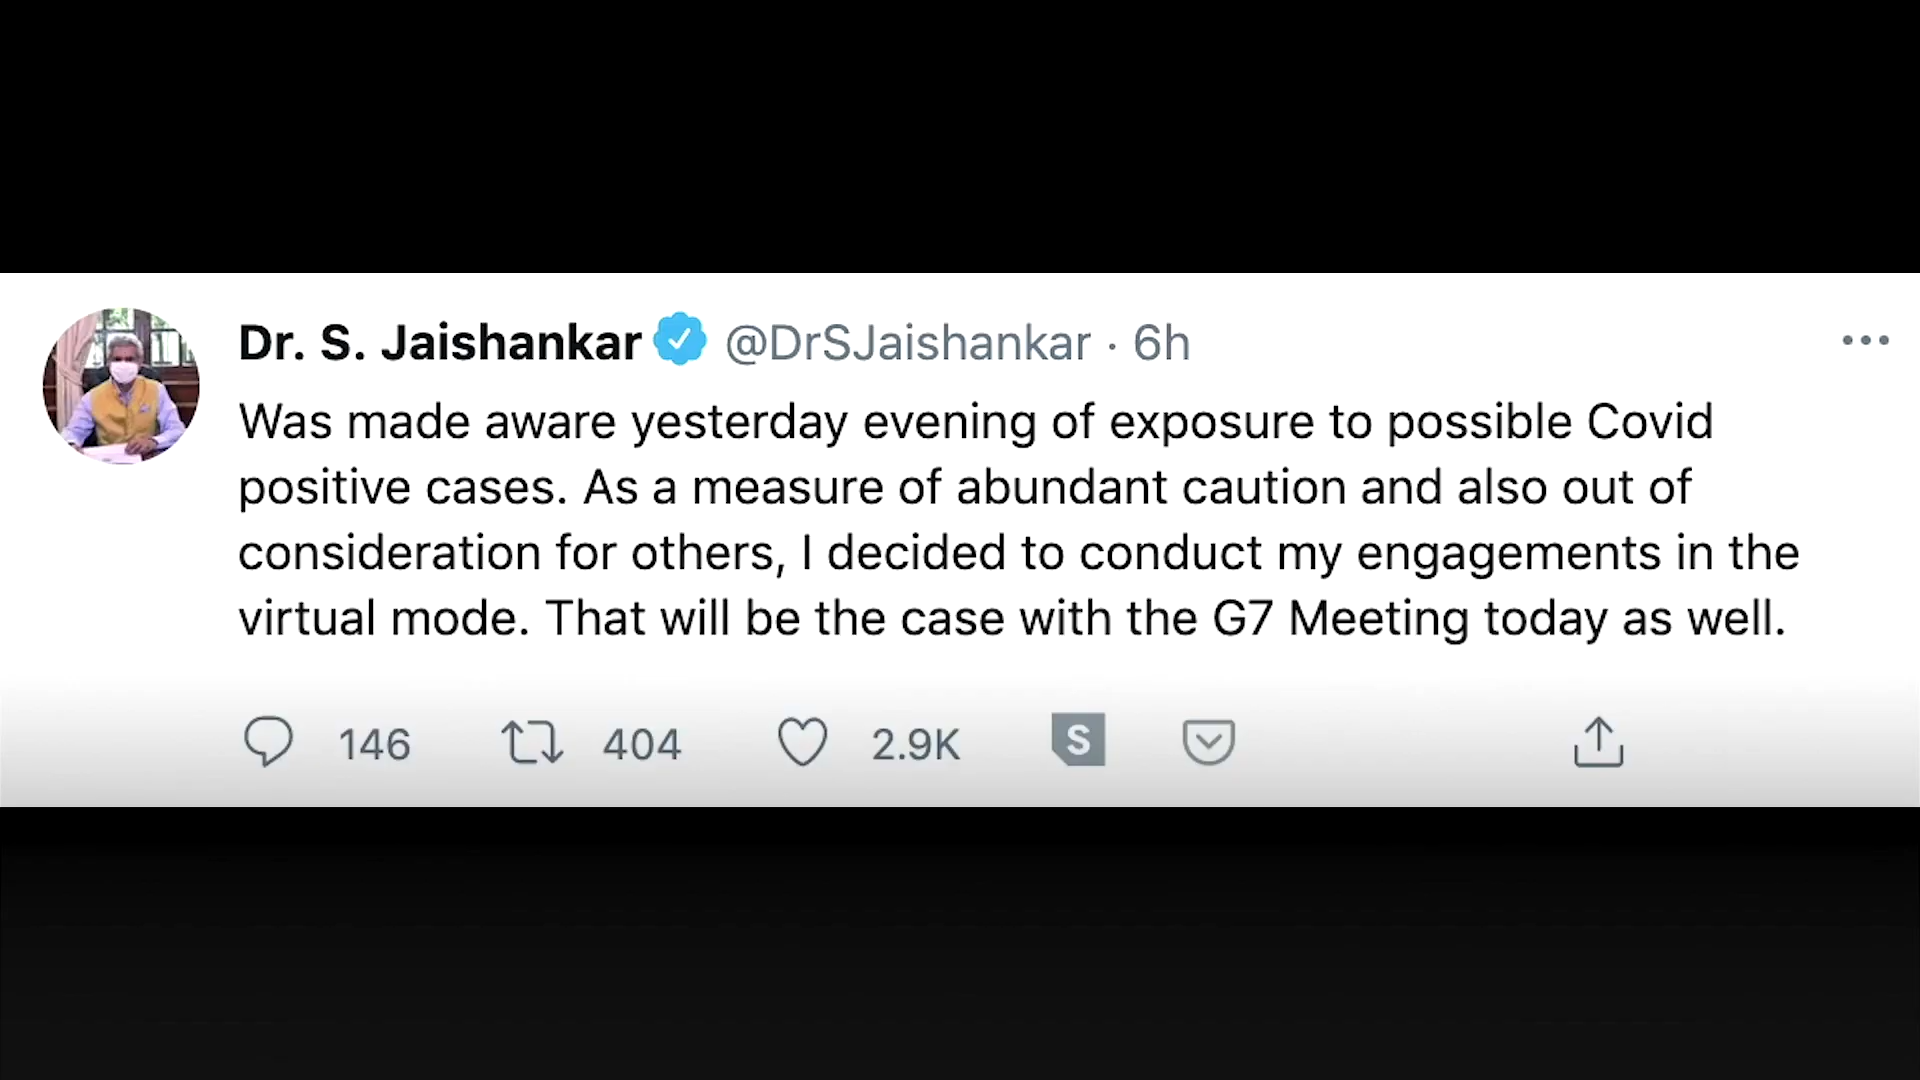 Dr. S. Jaishankar @DrSJaishankar · 6h
Was made aware yesterday evening of exposure to possible Covid
positive cases. As a measure of abundant caution and also out of
consideration for others, I decided to conduct my engagements in the
virtual mode. That will be the case with the G7 Meeting today as well.
146 404 2.9K S